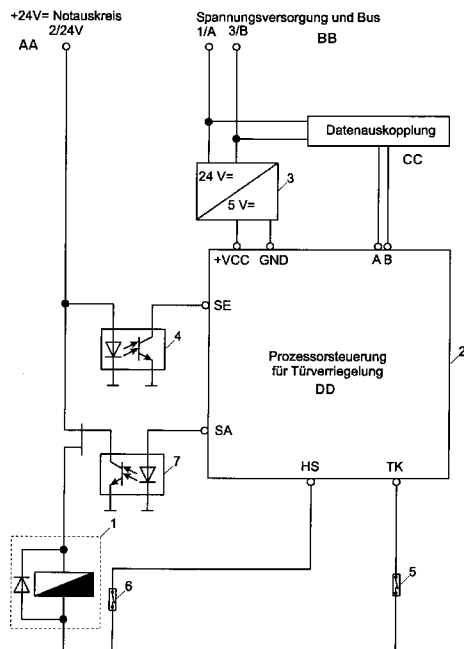 +24V= Notauskreis
2/24V
AA
Spannungsversorgung und Bus
1/A 3/B
BB
Datenauskopplung
CC
24 V=
5 V=
3
+VCC GND
A B
SE
4
Prozessorsteuerung
für Türverriegelung
DD
2
SA
7
HS
TK
1
6
5